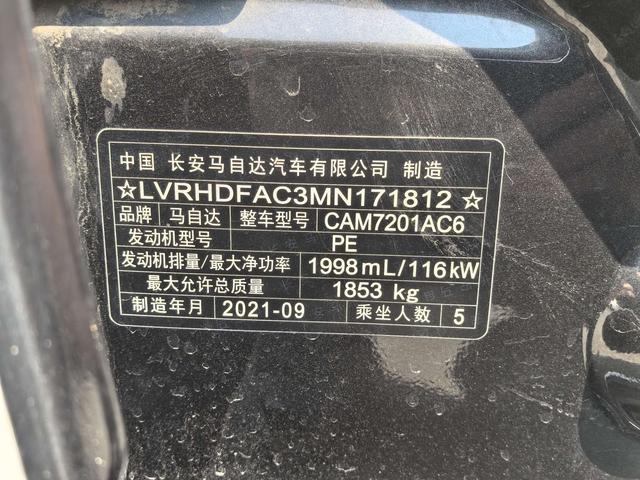 中国 长安马自达汽车有限公司 制造
☆LVRHDFAC3MN171812☆
品牌 马自达 整车型号 CAM7201AC6
发动机型号 PE
发动机排量/最大净功率 1998mL/116kW
最大允许总质量 1853 kg
制造年月 2021-09 乘坐人数 5